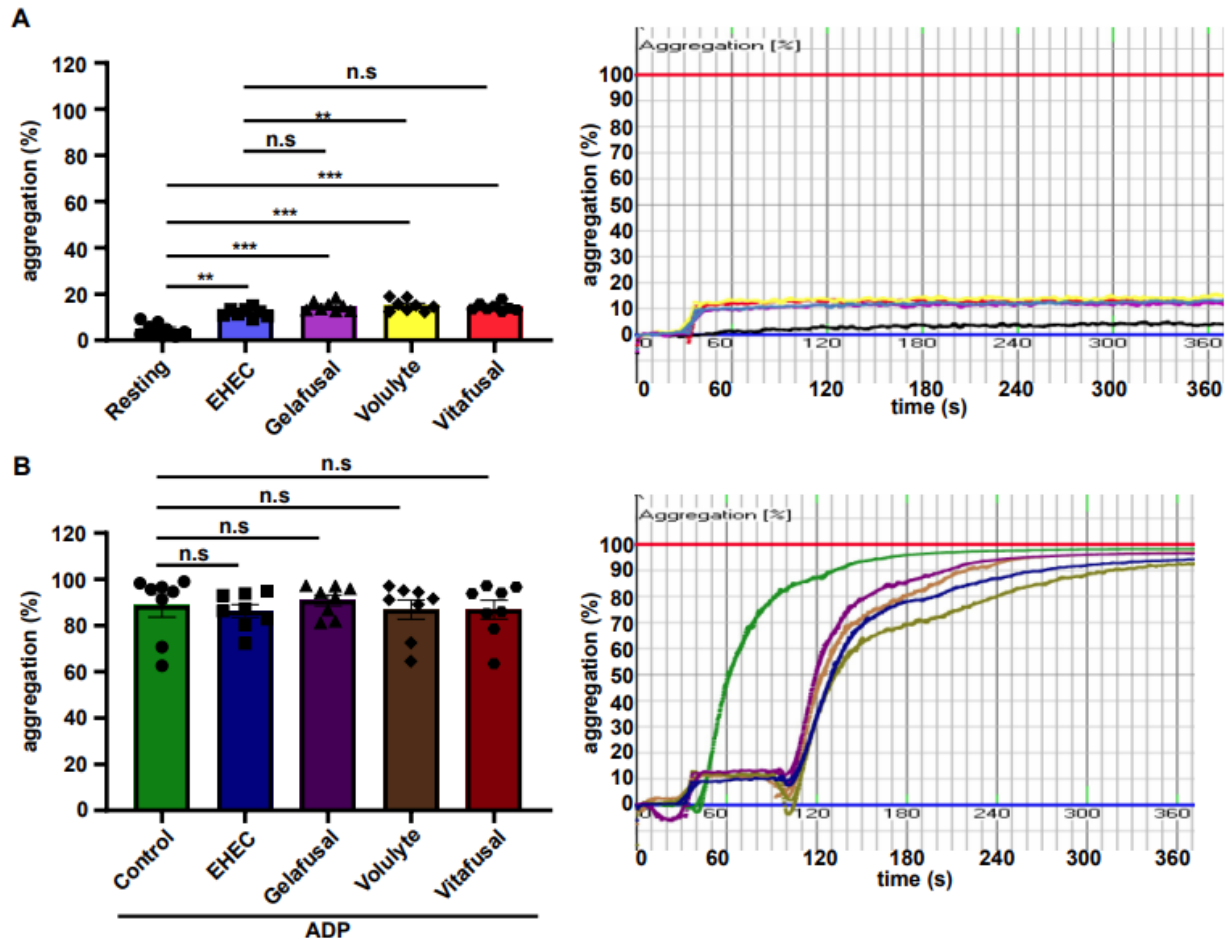 A
aggregation (%)
120
100
80
60
40
20
0
n.s
**
n.s
***
***
***
**
Resting
EHEC
Gelafusal
Volulyte
Vitafusal
Aggregation [%]
aggregation (%)
100
90
80
70
60
50
40
30
20
10
0
0 60 120 180 240 300 360
0 60 120 180 240 300 360
time (s)
B
aggregation (%)
120
100
80
60
40
20
0
n.s
n.s
n.s
n.s
Control
EHEC
Gelafusal
Volulyte
Vitafusal
ADP
Aggregation [%]
aggregation (%)
100
90
80
70
60
50
40
30
20
10
0
0 60 120 180 240 300 360
0 60 120 180 240 300 360
time (s)